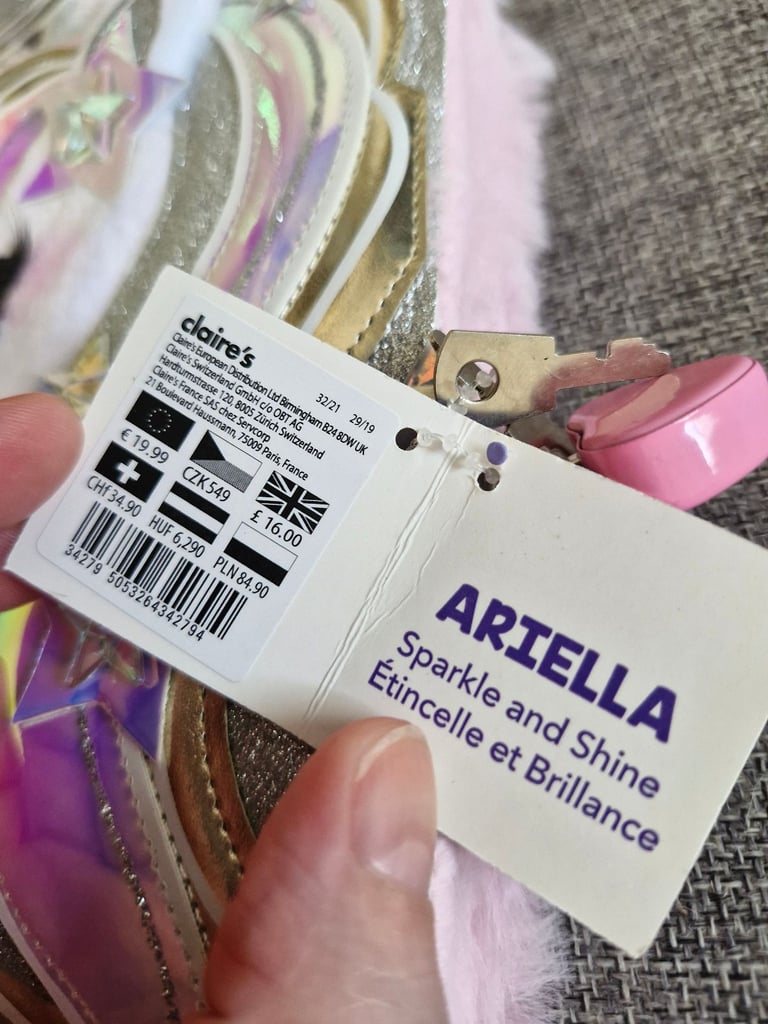 claire's
32/21 29/19
Claire's European Distribution Ltd Birmingham B24 8DW UK
Claire's Switzerland GmbH c/o OBT AG
Hardturmstrasse 120, 8005 Zürich Switzerland
Claire's France SAS chez Servcorp
21 Boulevard Haussmann, 75009 Paris, France
€ 19.99 CZK 549 £ 16.00
CHf 34.90 HUF 6,290 PLN 84.90
34279 5053264342794
ARIELLA
Sparkle and Shine
Étincelle et Brillance